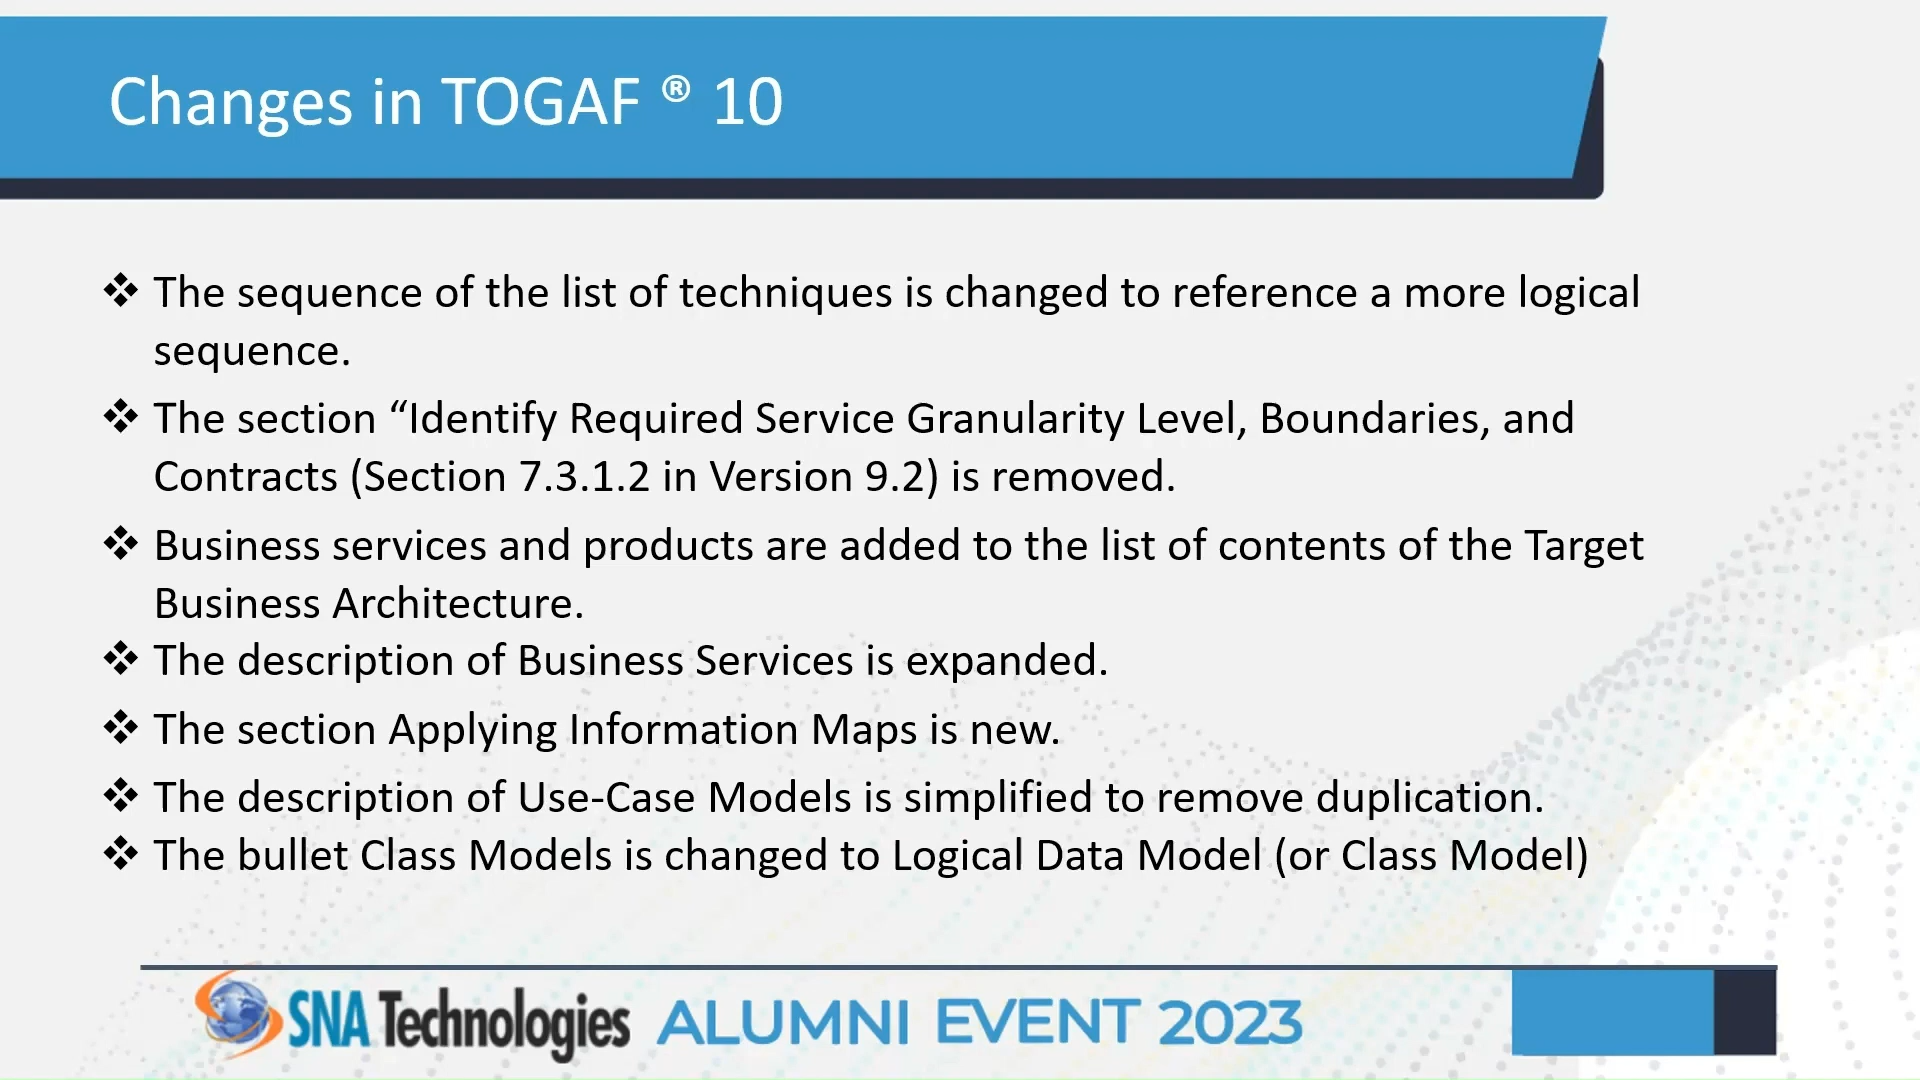 Changes in TOGAF ® 10
❖ The sequence of the list of techniques is changed to reference a more logical
sequence.
❖ The section “Identify Required Service Granularity Level, Boundaries, and
Contracts (Section 7.3.1.2 in Version 9.2) is removed.
❖ Business services and products are added to the list of contents of the Target
Business Architecture.
❖ The description of Business Services is expanded.
❖ The section Applying Information Maps is new.
❖ The description of Use-Case Models is simplified to remove duplication.
❖ The bullet Class Models is changed to Logical Data Model (or Class Model)
SNA Technologies ALUMNI EVENT 2023